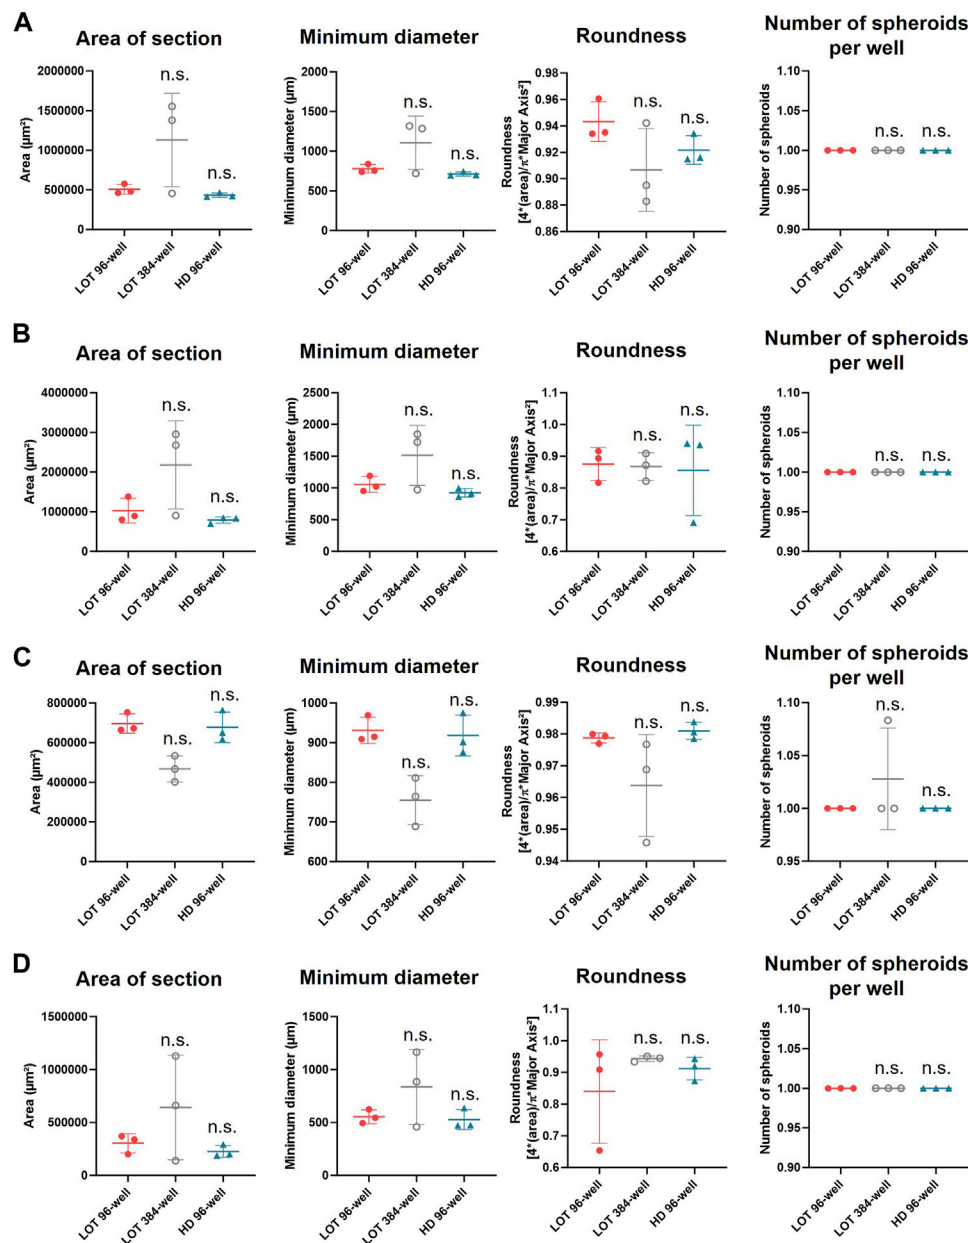 A
Area of section
Area (µm²)
2000000
1500000
1000000
500000
0
n.s.
n.s.
LOT 96-well
LOT 384-well
HD 96-well
Minimum diameter
Minimum diameter (µm)
2000
1500
1000
500
0
n.s.
n.s.
LOT 96-well
LOT 384-well
HD 96-well
Roundness
Roundness
[4*(area)/π*Major Axis²]
0.98
0.96
0.94
0.92
0.90
0.88
0.86
n.s.
n.s.
LOT 96-well
LOT 384-well
HD 96-well
Number of spheroids
per well
Number of spheroids
1.10
1.05
1.00
0.95
0.90
n.s.
n.s.
LOT 96-well
LOT 384-well
HD 96-well
B
Area of section
Area (µm²)
4000000
3000000
2000000
1000000
0
n.s.
n.s.
LOT 96-well
LOT 384-well
HD 96-well
Minimum diameter
Minimum diameter (µm)
2500
2000
1500
1000
500
0
n.s.
n.s.
LOT 96-well
LOT 384-well
HD 96-well
Roundness
Roundness
[4*(area)/π*Major Axis²]
1.1
1.0
0.9
0.8
0.7
0.6
n.s.
n.s.
LOT 96-well
LOT 384-well
HD 96-well
Number of spheroids
per well
Number of spheroids
1.10
1.05
1.00
0.95
0.90
n.s.
n.s.
LOT 96-well
LOT 384-well
HD 96-well
C
Area of section
Area (µm²)
800000
600000
400000
200000
0
n.s.
n.s.
LOT 96-well
LOT 384-well
HD 96-well
Minimum diameter
Minimum diameter (µm)
1000
900
800
700
600
n.s.
n.s.
LOT 96-well
LOT 384-well
HD 96-well
Roundness
Roundness
[4*(area)/π*Major Axis²]
0.99
0.98
0.97
0.96
0.95
0.94
n.s.
n.s.
LOT 96-well
LOT 384-well
HD 96-well
Number of spheroids
per well
Number of spheroids
1.10
1.05
1.00
0.95
n.s.
n.s.
LOT 96-well
LOT 384-well
HD 96-well
D
Area of section
Area (µm²)
1500000
1000000
500000
0
n.s.
n.s.
LOT 96-well
LOT 384-well
HD 96-well
Minimum diameter
Minimum diameter (µm)
1500
1000
500
0
n.s.
n.s.
LOT 96-well
LOT 384-well
HD 96-well
Roundness
Roundness
[4*(area)/π*Major Axis²]
1.1
1.0
0.9
0.8
0.7
0.6
n.s.
n.s.
LOT 96-well
LOT 384-well
HD 96-well
Number of spheroids
per well
Number of spheroids
1.10
1.05
1.00
0.95
0.90
n.s.
n.s.
LOT 96-well
LOT 384-well
HD 96-well